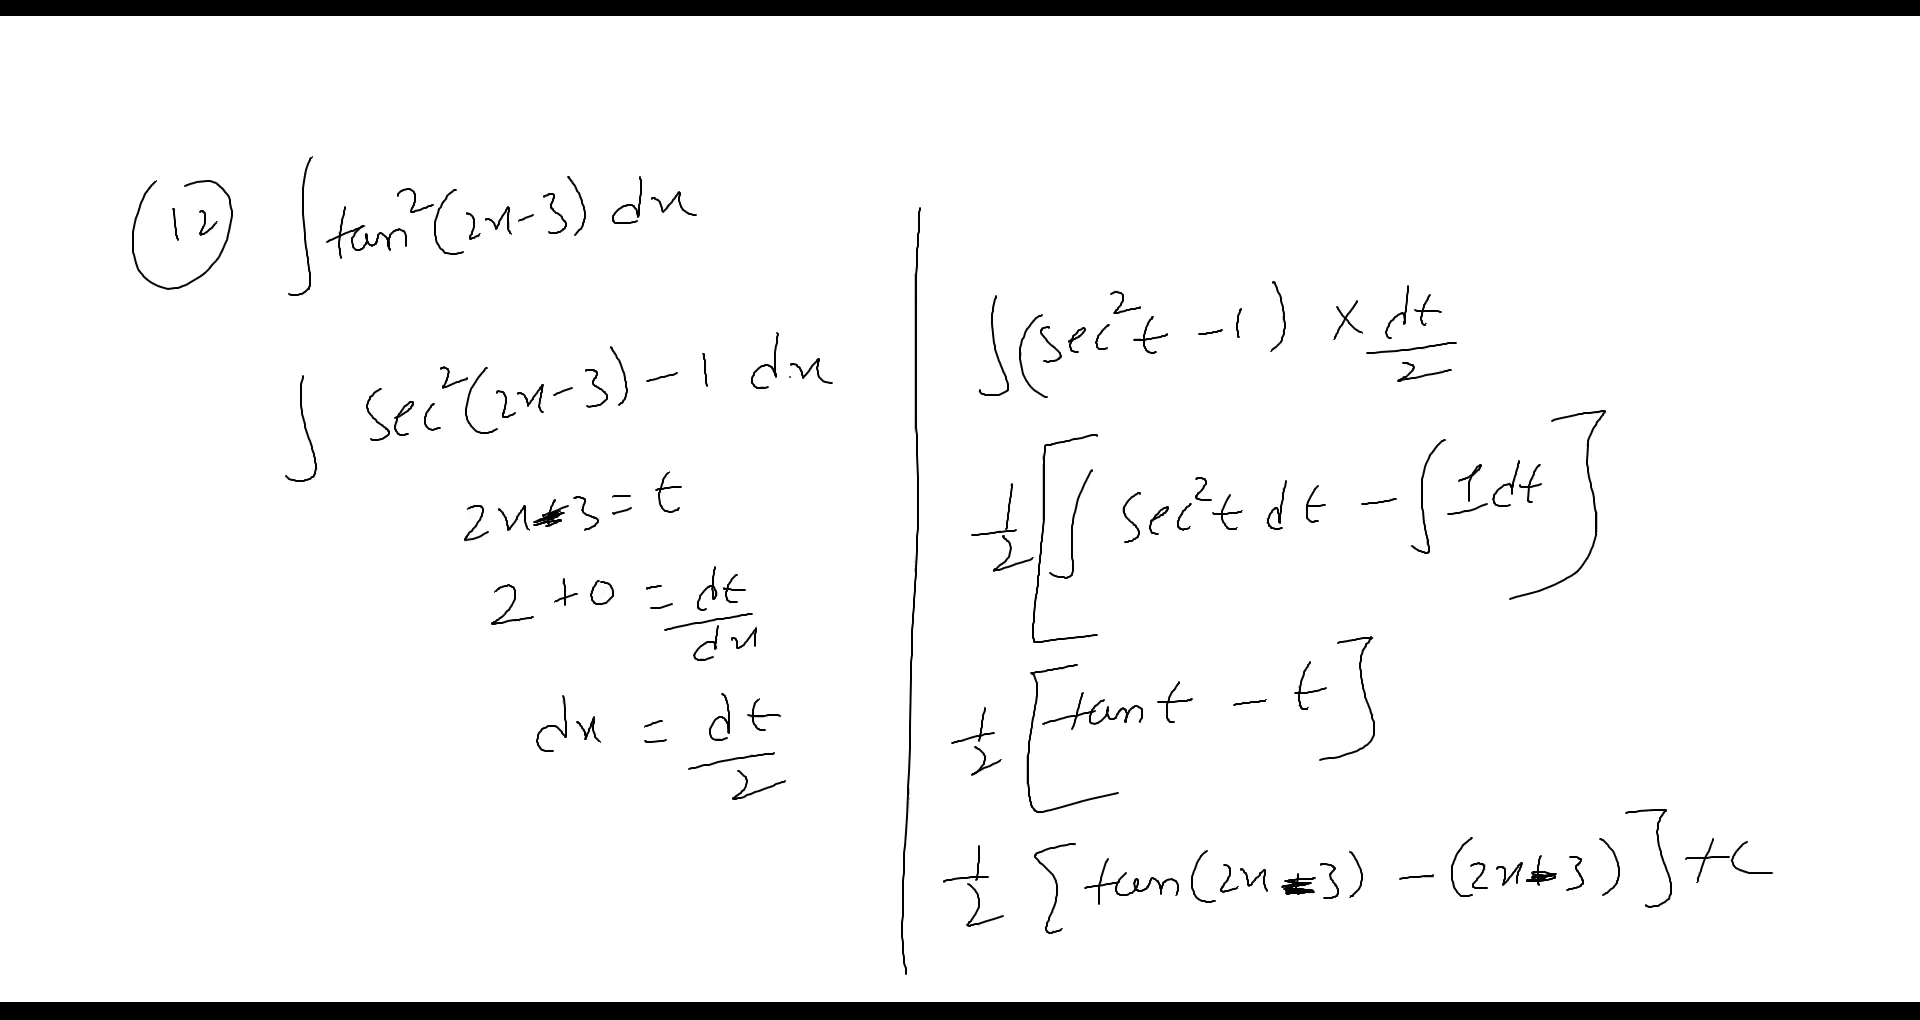 12 ∫ tan²(2x-3) dx
∫ sec²(2x-3) - 1 dx
2x-3 = t
2 + 0 = dt/dx
dx = dt/2
∫(sec²t - 1) × dt/2
1/2 [∫ sec²t dt - ∫ 1 dt]
1/2 [tan t - t]
1/2 [tan(2x-3) - (2x-3)] + c